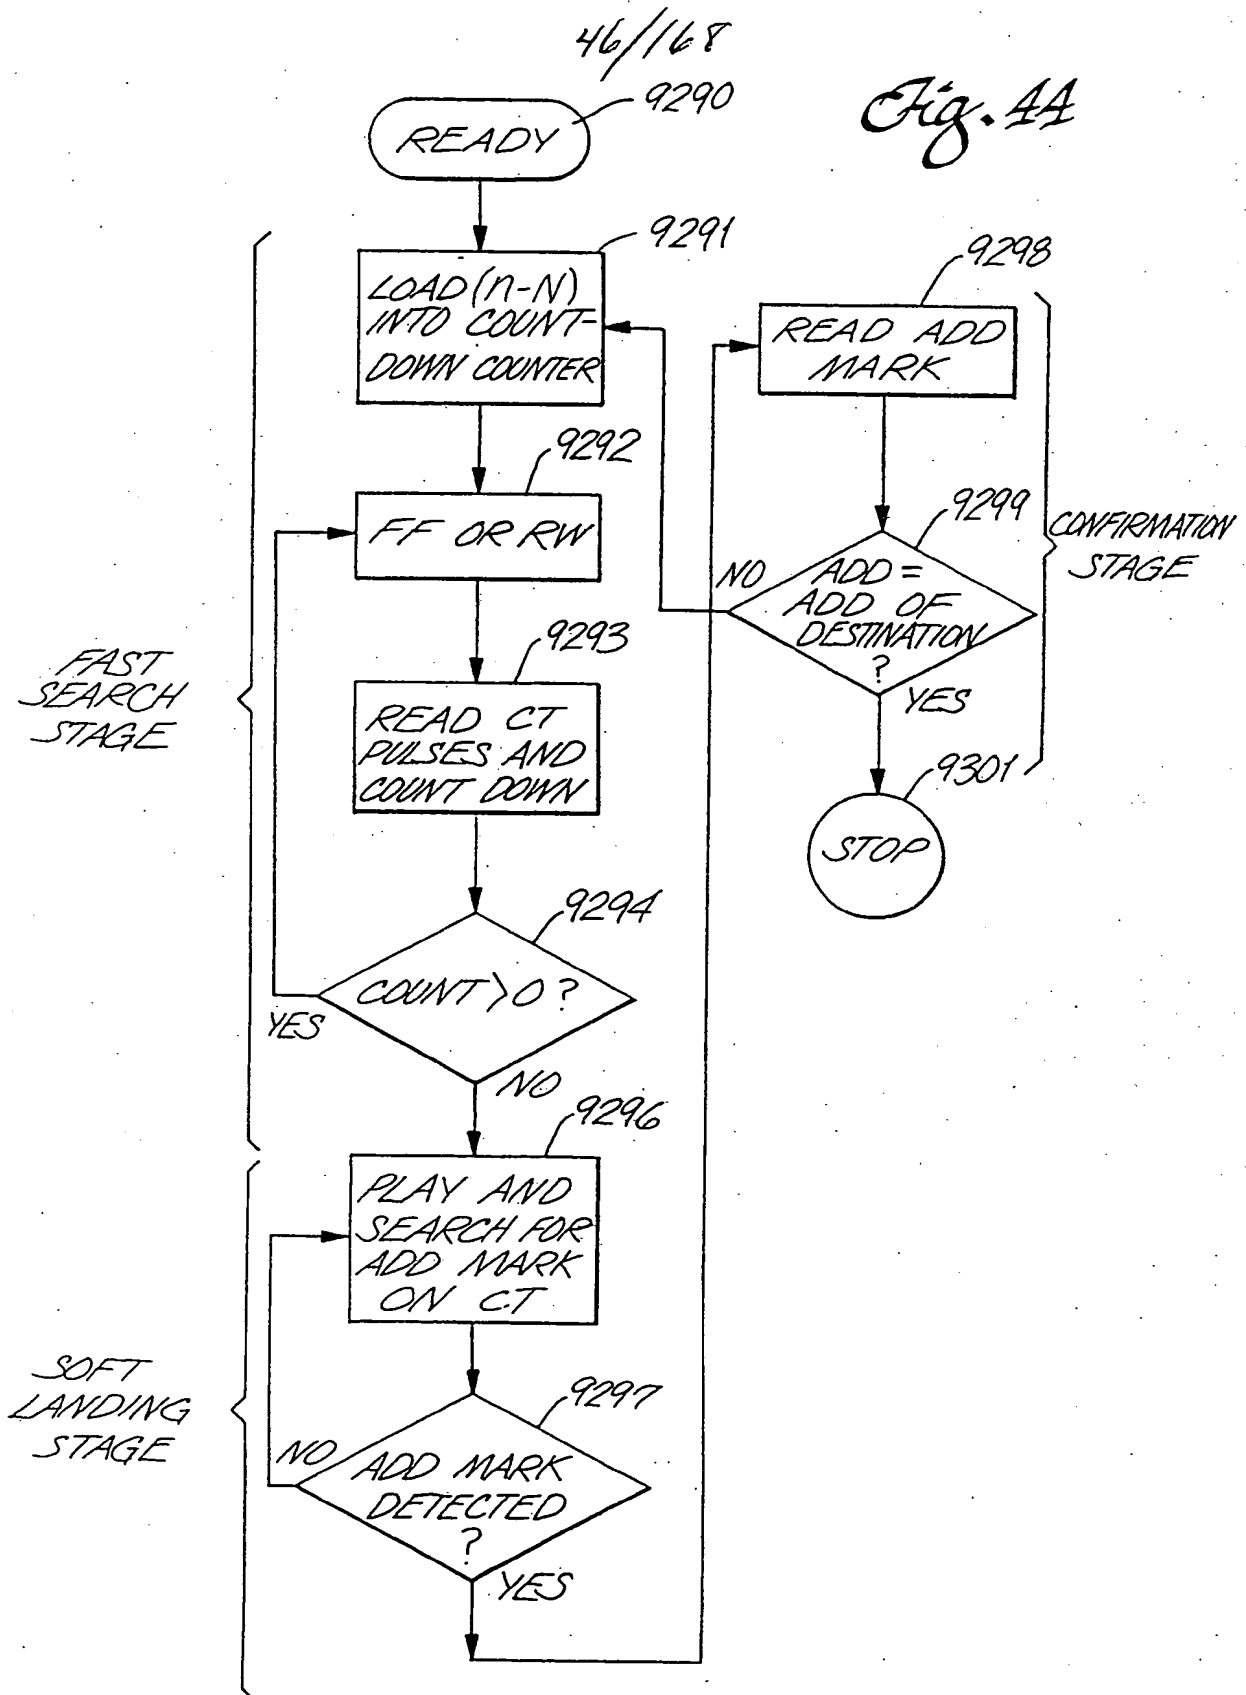 46/168
Fig. 44
9290
READY
9291
LOAD (n-N)
INTO COUNT-
DOWN COUNTER
9292
FF OR RW
9293
READ CT
PULSES AND
COUNT DOWN
9294
COUNT>0?
YES
NO
FAST
SEARCH
STAGE
9296
PLAY AND
SEARCH FOR
ADD MARK
ON CT
9297
ADD MARK
DETECTED
?
NO
YES
SOFT
LANDING
STAGE
9298
READ ADD
MARK
9299
ADD =
ADD OF
DESTINATION
?
NO
YES
CONFIRMATION
STAGE
9301
STOP